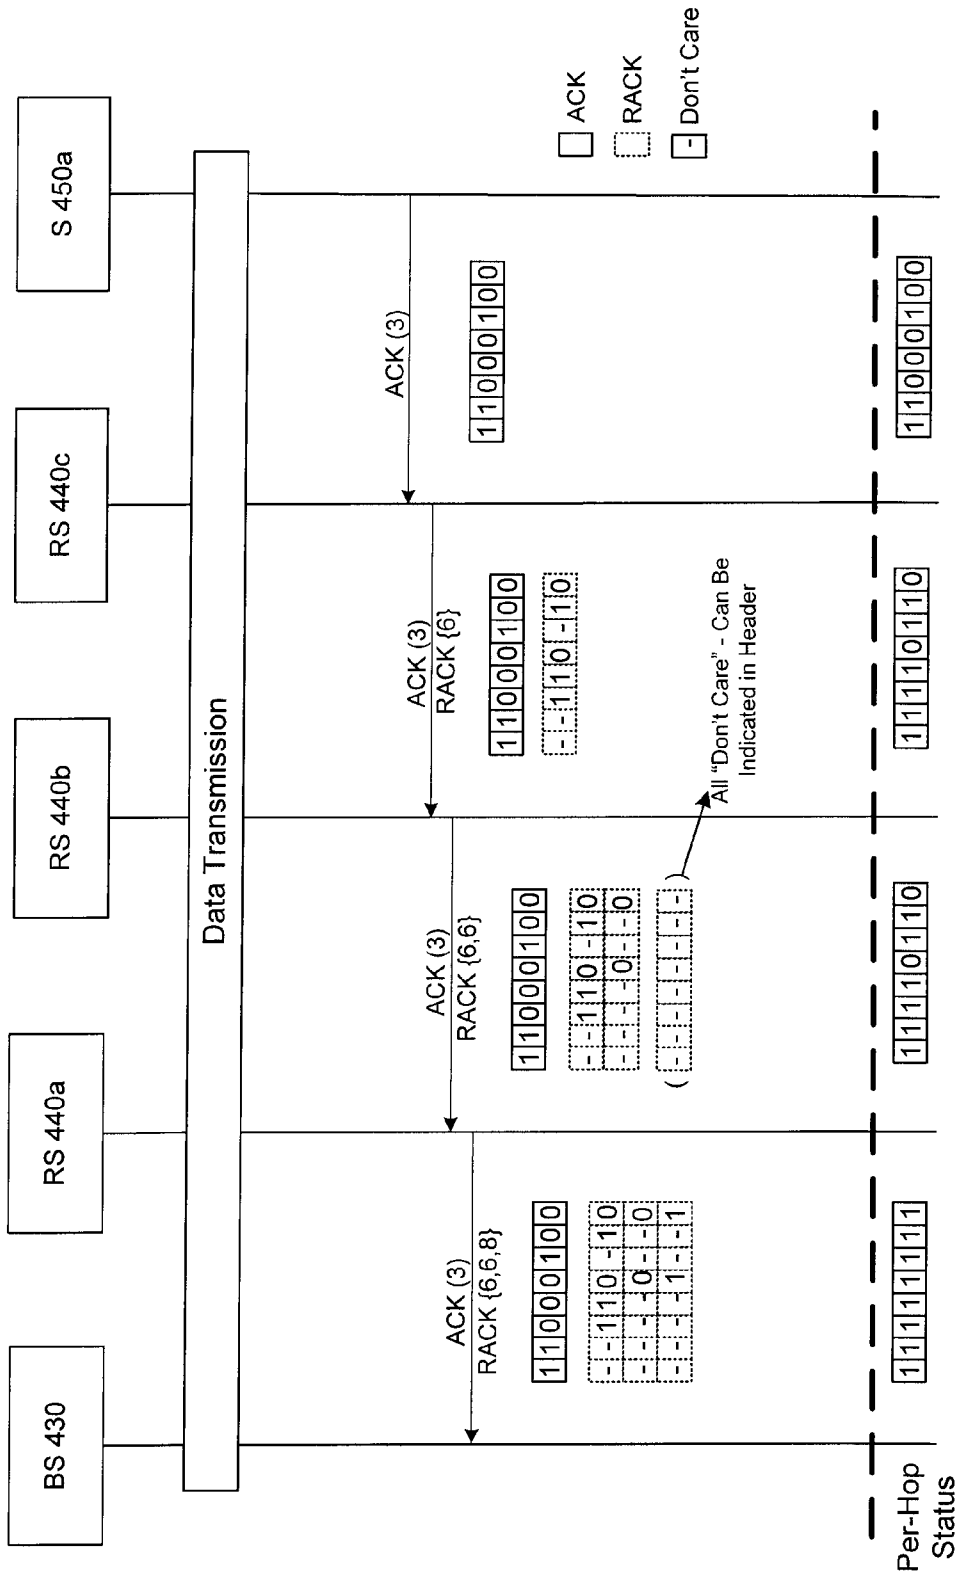 BS 430
RS 440a
RS 440b
RS 440c
S 450a
Data Transmission
ACK (3)
RACK {6,6,8}
1 1 0 0 0 1 0 0
- - 1 1 0 - 1 0
- - - - 0 - - 0
- - - - 1 - - 1
ACK (3)
RACK {6,6}
1 1 0 0 0 1 0 0
- - 1 1 0 - 1 0
- - - - 0 - - 0
( - - - - - - - - )
All "Don't Care" - Can Be
Indicated in Header
ACK (3)
RACK {6}
1 1 0 0 0 1 0 0
- - 1 1 0 - 1 0
ACK (3)
1 1 0 0 0 1 0 0
ACK
RACK
- Don't Care
Per-Hop
Status
1 1 1 1 1 1 1 1
1 1 1 1 0 1 1 0
1 1 1 1 0 1 1 0
1 1 0 0 0 1 0 0